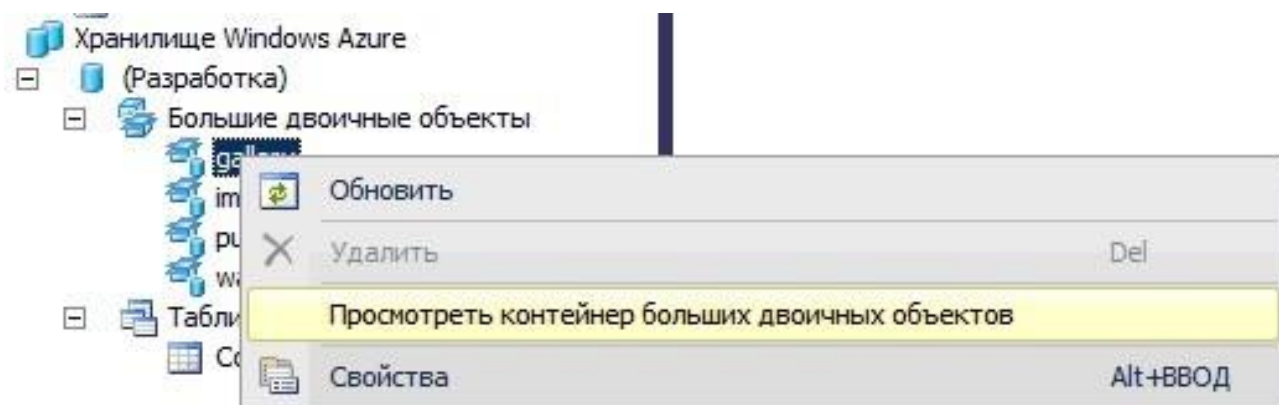 Хранилище Windows Azure
(Разработка)
Большие двоичные объекты
Обновить
Удалить Del
Просмотреть контейнер больших двоичных объектов
Свойства Alt+ВВОД